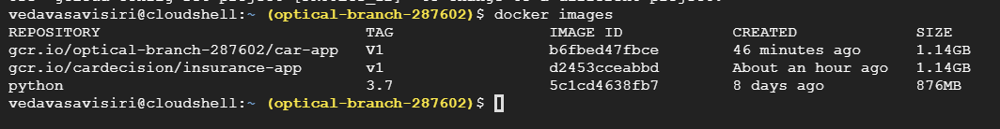 vedavasavisiri@cloudshell:~ (optical-branch-287602)$ docker images
REPOSITORY TAG IMAGE ID CREATED SIZE
gcr.io/optical-branch-287602/car-app V1 b6fbed47fbce 46 minutes ago 1.14GB
gcr.io/cardecision/insurance-app v1 d2453cceabbd About an hour ago 1.14GB
python 3.7 5c1cd4638fb7 8 days ago 876MB
vedavasavisiri@cloudshell:~ (optical-branch-287602)$